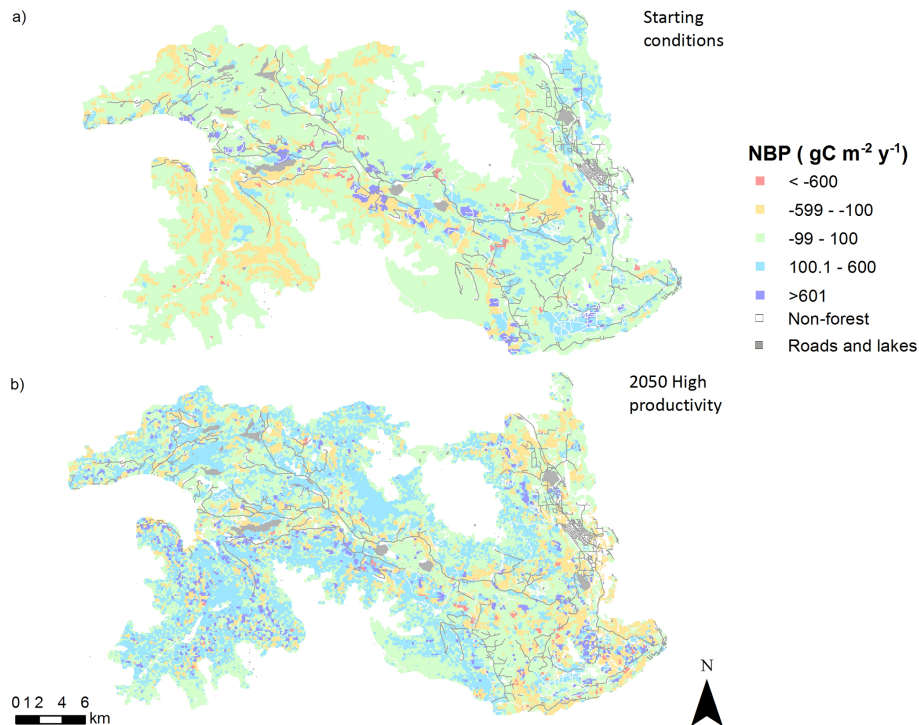 a)
Starting
conditions
NBP ( gC m⁻² y⁻¹)
< -600
-599 - -100
-99 - 100
100.1 - 600
>601
Non-forest
Roads and lakes
b)
2050 High
productivity
0 1 2 4 6
km
N